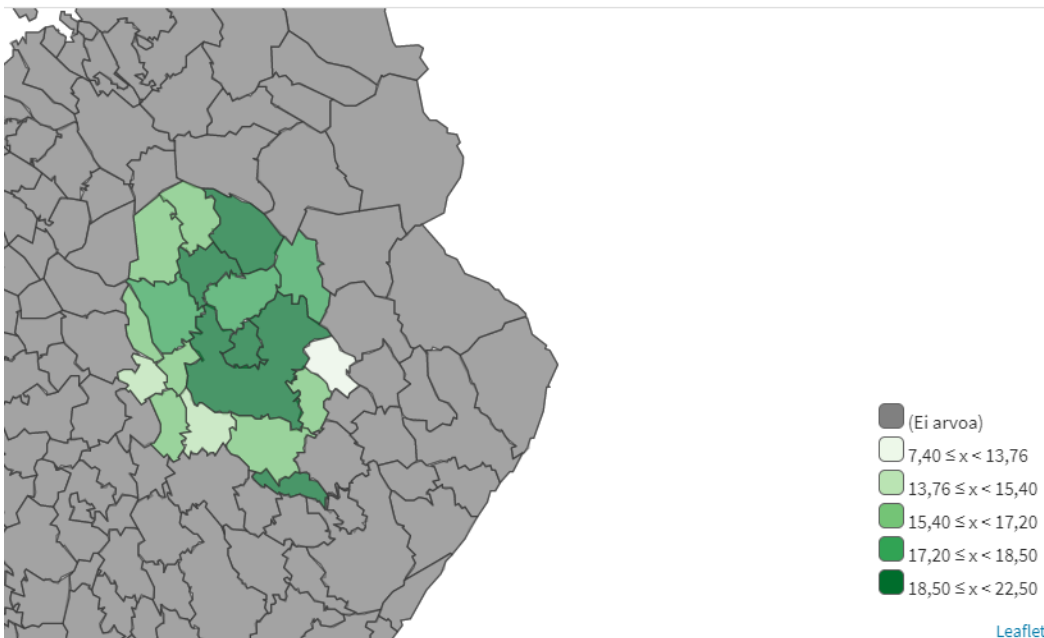 (Ei arvoa)
7,40 ≤ x < 13,76
13,76 ≤ x < 15,40
15,40 ≤ x < 17,20
17,20 ≤ x < 18,50
18,50 ≤ x < 22,50
Leaflet